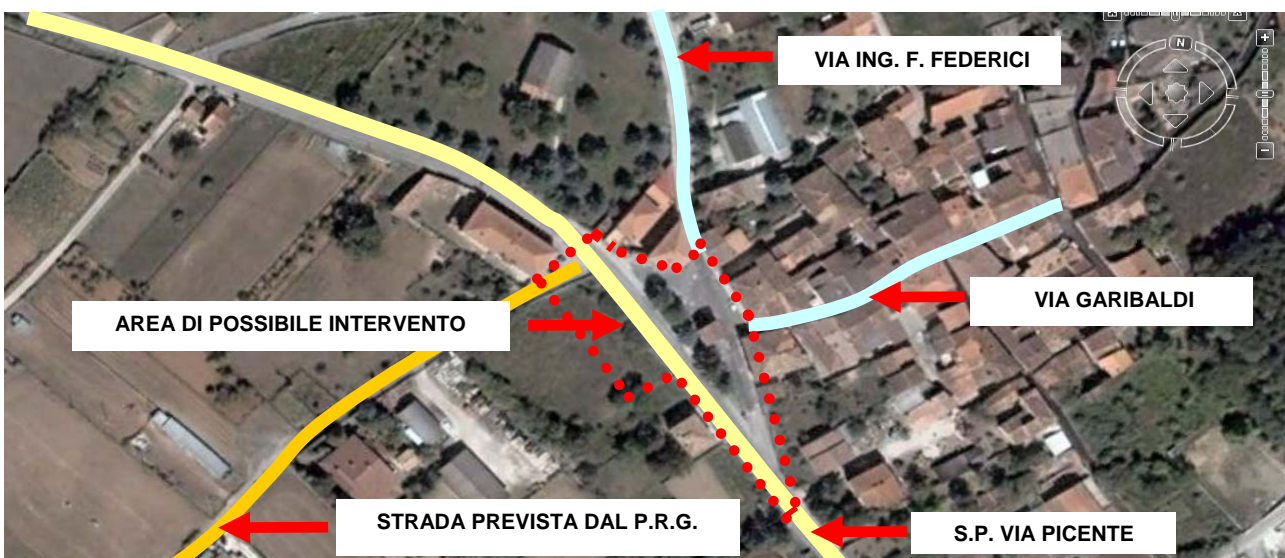 VIA ING. F. FEDERICI
N
VIA GARIBALDI
AREA DI POSSIBILE INTERVENTO
STRADA PREVISTA DAL P.R.G.
S.P. VIA PICENTE